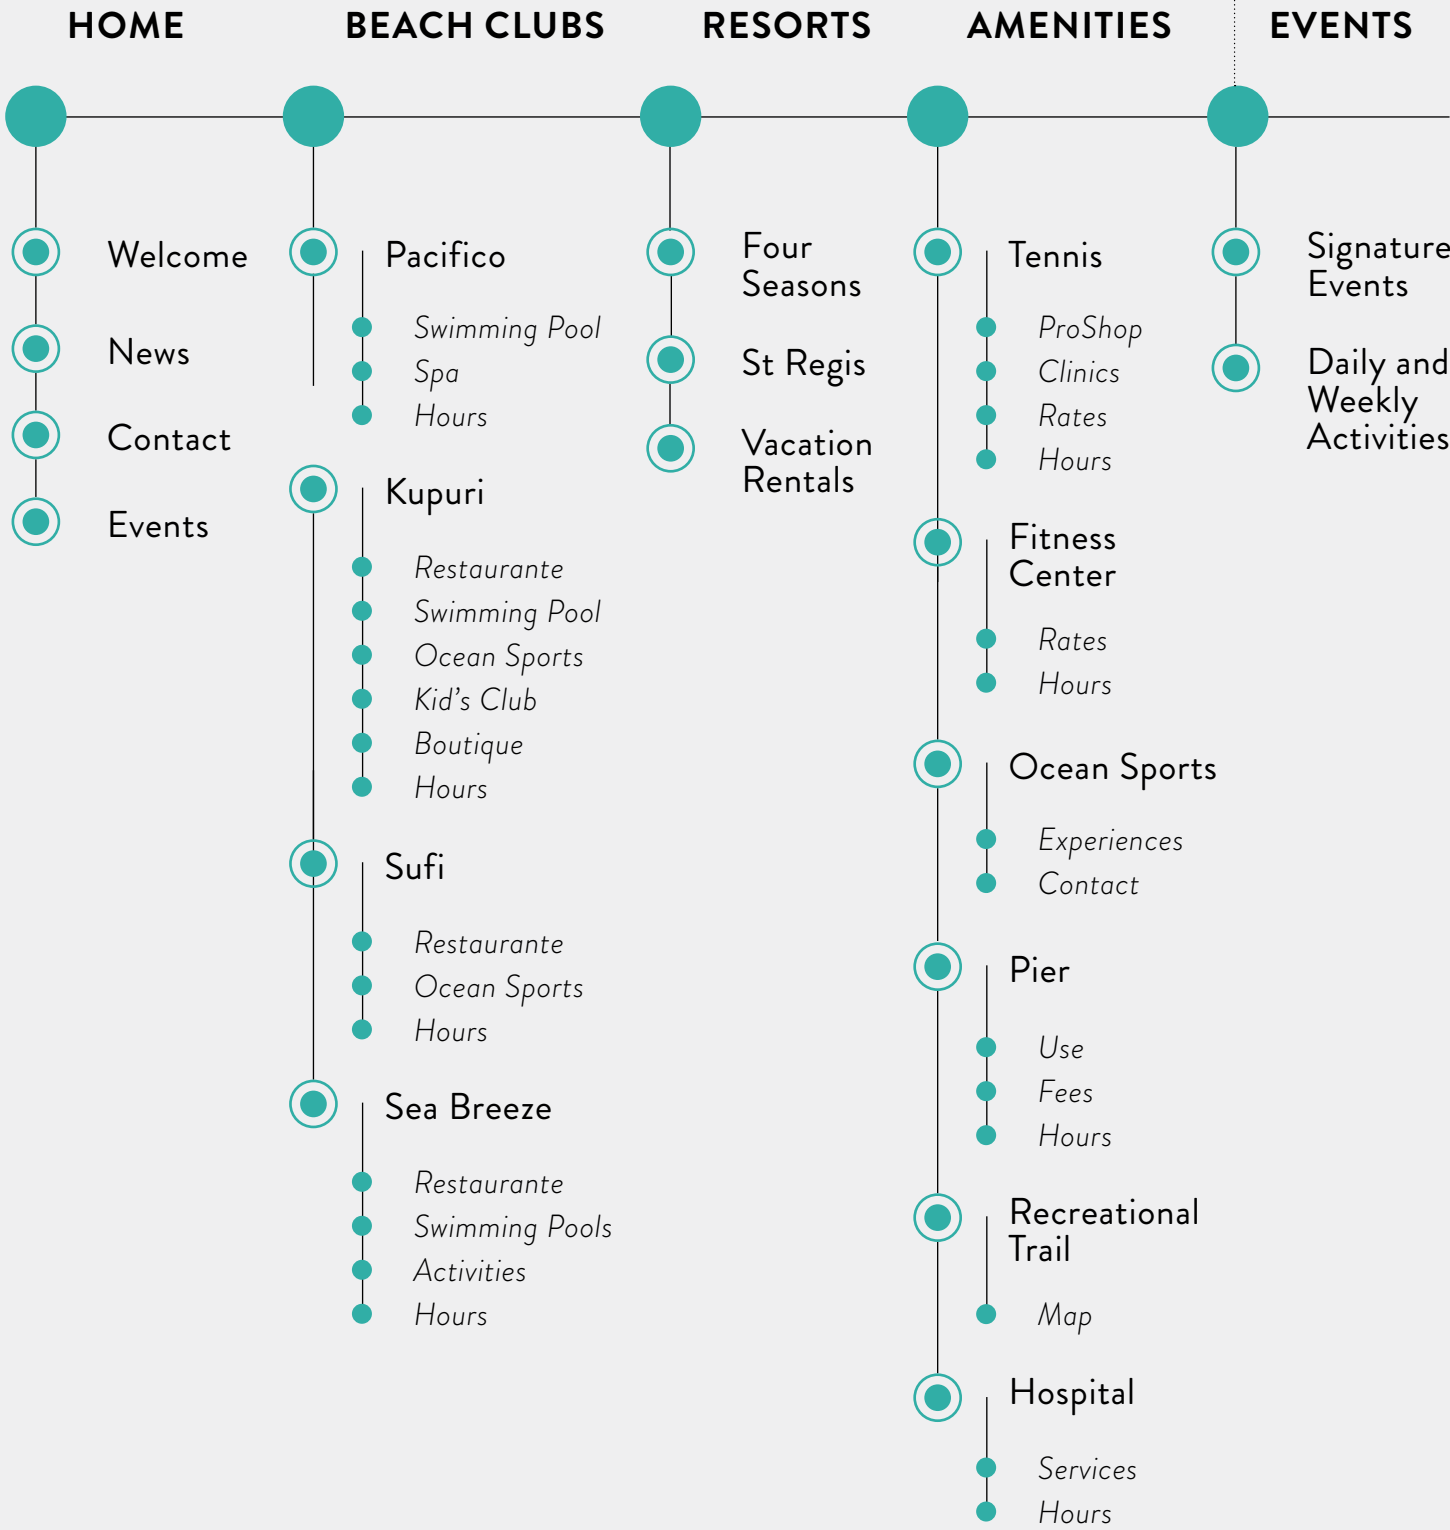 HOME
BEACH CLUBS
RESORTS
AMENITIES
EVENTS
Welcome
News
Contact
Events
Pacifico
Swimming Pool
Spa
Hours
Kupuri
Restaurante
Swimming Pool
Ocean Sports
Kid's Club
Boutique
Hours
Sufi
Restaurante
Ocean Sports
Hours
Sea Breeze
Restaurante
Swimming Pools
Activities
Hours
Four
Seasons
St Regis
Vacation
Rentals
Tennis
ProShop
Clinics
Rates
Hours
Fitness
Center
Rates
Hours
Ocean Sports
Experiences
Contact
Pier
Use
Fees
Hours
Recreational
Trail
Map
Hospital
Services
Hours
Signature
Events
Daily and
Weekly
Activities